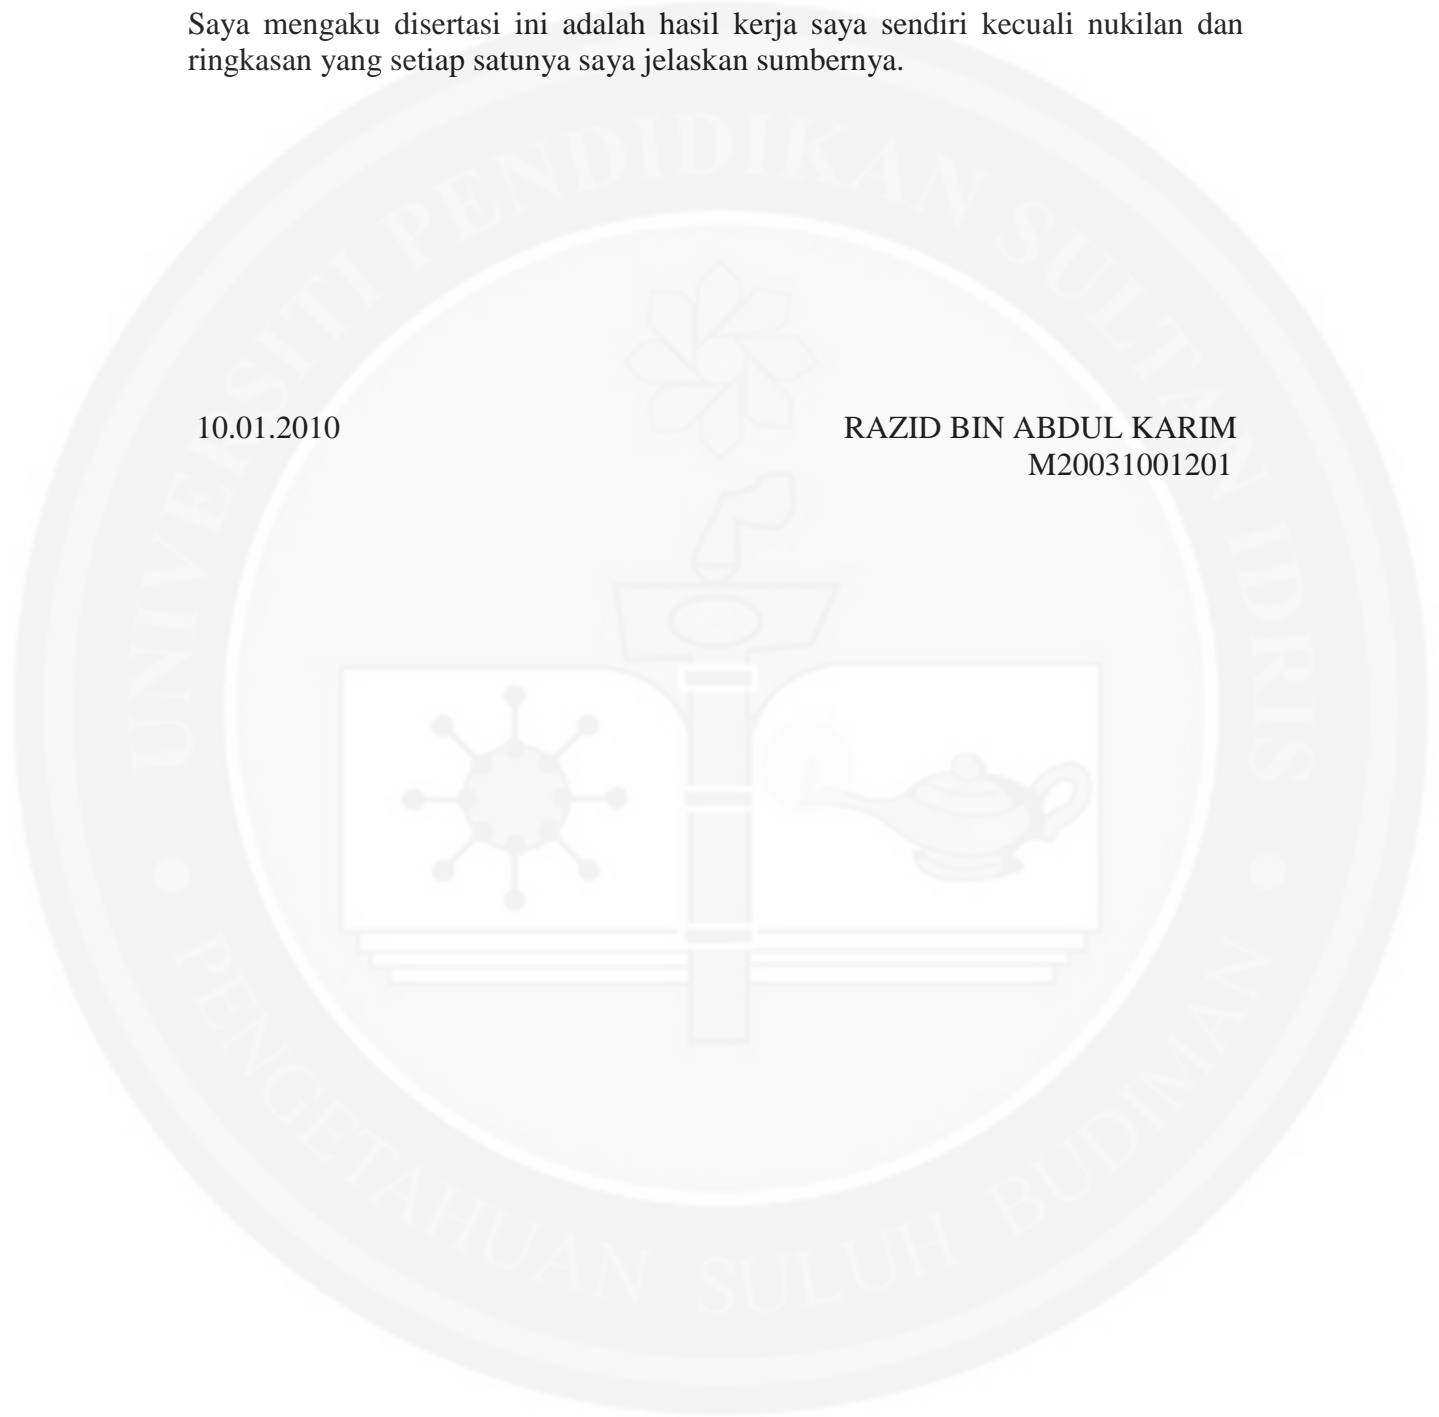 Saya mengaku disertasi ini adalah hasil kerja saya sendiri kecuali nukilan dan
ringkasan yang setiap satunya saya jelaskan sumbernya.
10.01.2010
RAZID BIN ABDUL KARIM
M20031001201
UNIVERSITI PENDIDIKAN SULTAN IDRIS
PENGETAHUAN SULUH BUDIMAN